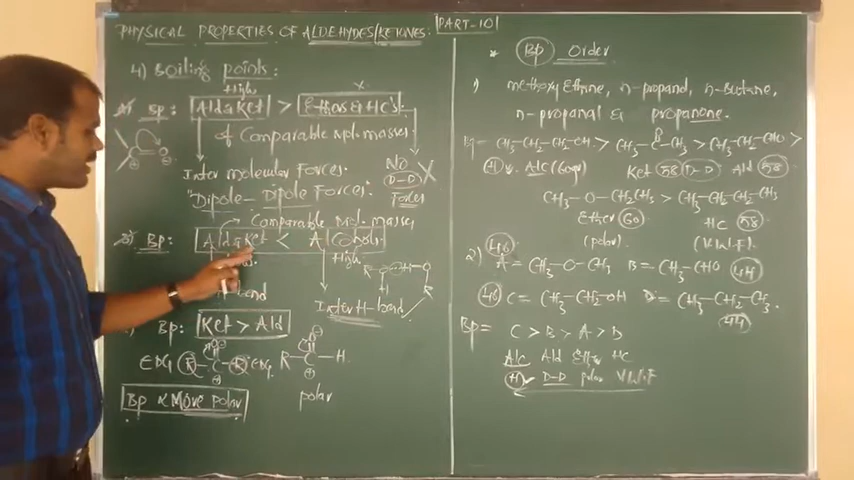 PHYSICAL PROPERTIES OF ALDEHYDES/KETONES: PART-10
4) Boiling points:
High
BP: Ald & Ket > Ethers & HC's
of Comparable Mol. masses
Inter molecular Forces.
NO
D-D
Forces
"Dipole-Dipole Forces"
Comparable Mol. masses
BP: Ald & Ket < Alcohols
High
Inter H-bond
H-bond
BP: Ket > Ald
EDG R-C-R EDG. R-C-H.
BP ∝ More polar
polar
* BP Order
1) methoxy Ethane, n-propanol, n-Butane,
n-propanal & propanone.
CH3-CH2-CH2-OH > CH3-C-CH3 > CH3-CH2-CHO >
H Alc (60) Ket 58 D-D Ald 58
CH3-O-CH2CH3 > CH3-CH2-CH2-CH3
Ether 60 HC 58
(polar) (V.W.F)
2) 46
A = CH3-O-CH3 B = CH3-CHO 44
46 C = CH3-CH2-OH D = CH3-CH2-CH3.
44
BP = C > B > A > D
Alc Ald Ether HC
H D-D polar V.W.F